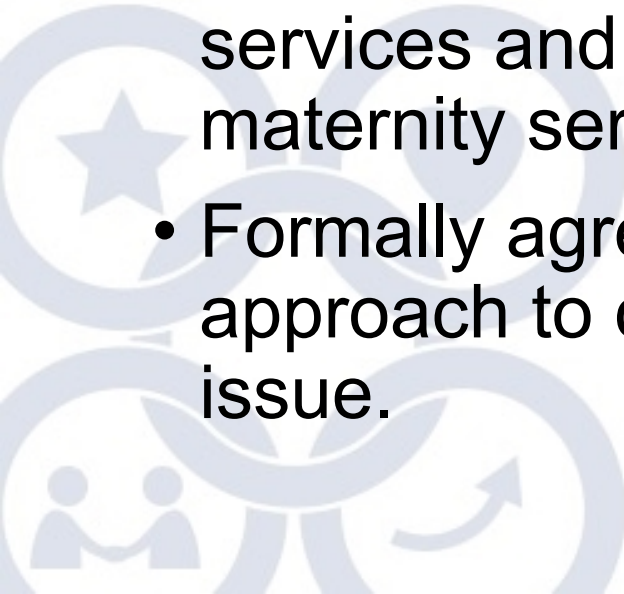 services and
maternity ser
• Formally agre
approach to
issue.